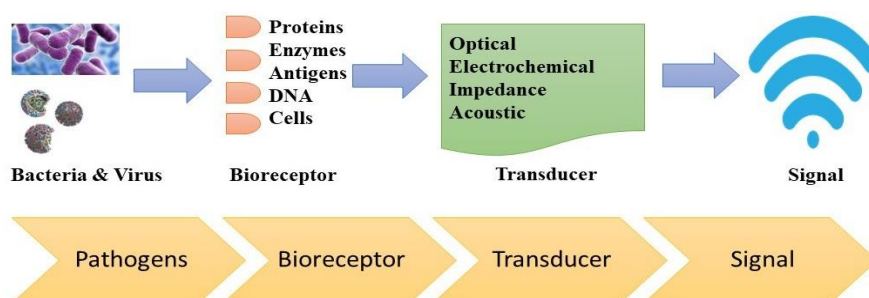 Proteins
Enzymes
Antigens
DNA
Cells
Optical
Electrochemical
Impedance
Acoustic
Bacteria & Virus
Bioreceptor
Transducer
Signal
Pathogens
Bioreceptor
Transducer
Signal